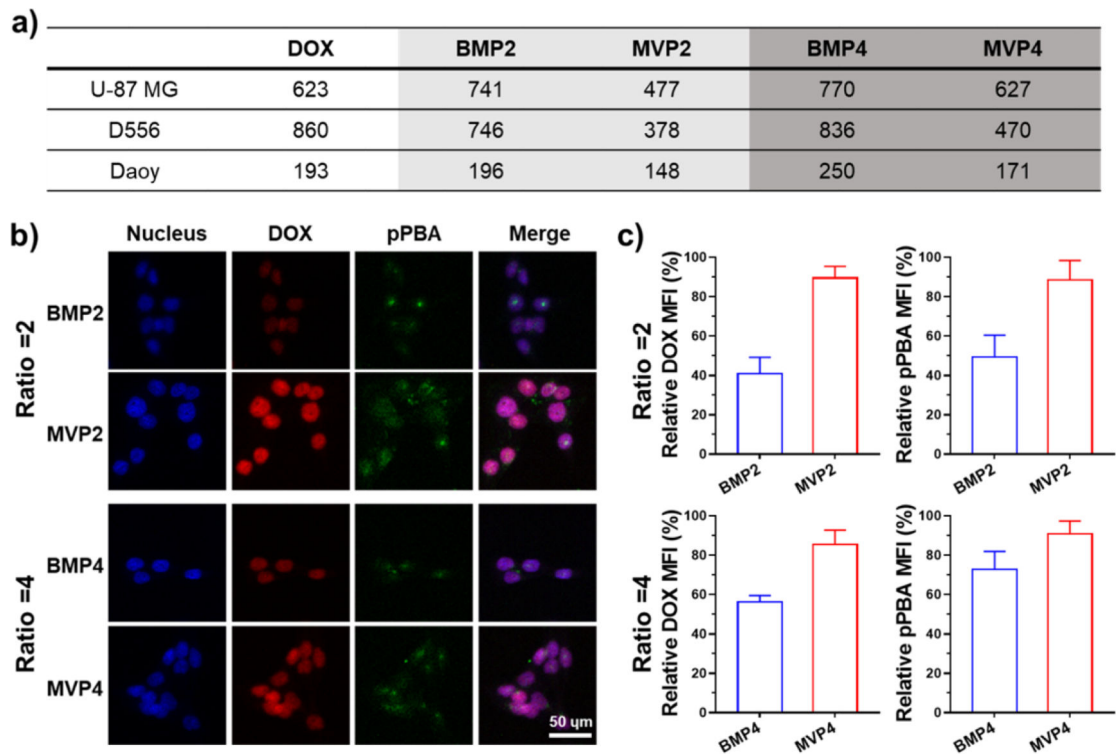 a)
DOX BMP2 MVP2 BMP4 MVP4
U-87 MG 623 741 477 770 627
D556 860 746 378 836 470
Daoy 193 196 148 250 171
b)
Nucleus DOX pPBA Merge
Ratio =2
BMP2
MVP2
Ratio =4
BMP4
MVP4
50 um
c)
Ratio =2
Relative DOX MFI (%)
100
80
60
40
20
0
BMP2 MVP2
Relative pPBA MFI (%)
100
80
60
40
20
0
BMP2 MVP2
Ratio =4
Relative DOX MFI (%)
100
80
60
40
20
0
BMP4 MVP4
Relative pPBA MFI (%)
100
80
60
40
20
0
BMP4 MVP4